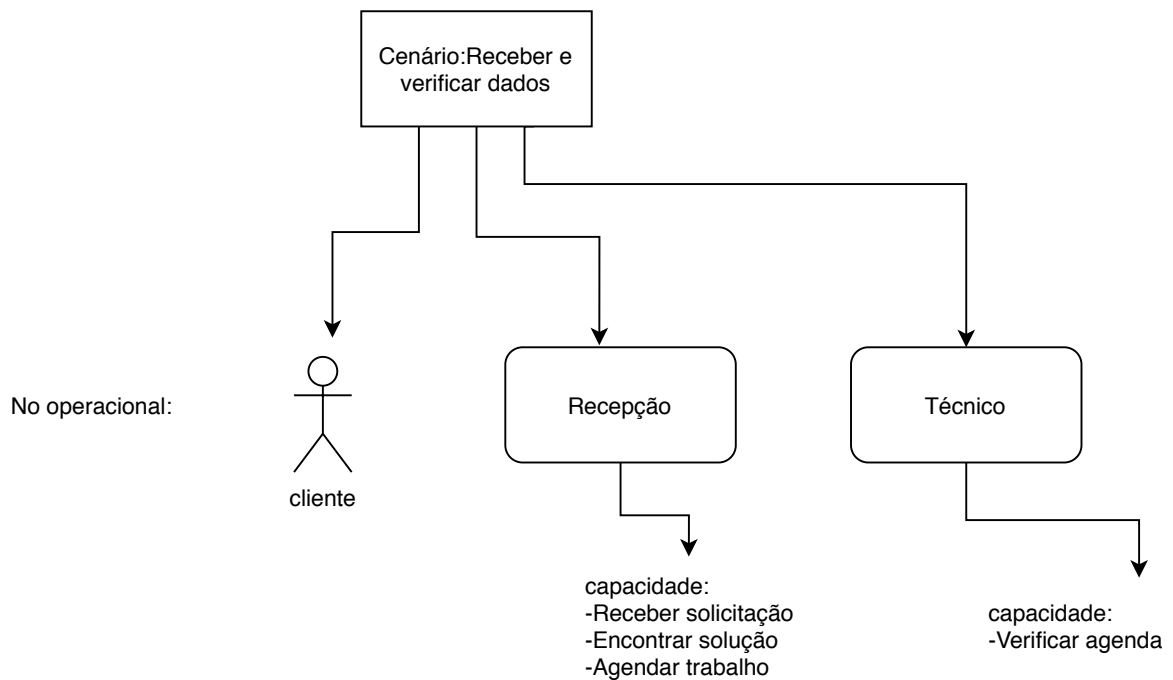 Cenário:Receber e
verificar dados
No operacional:
cliente
Recepção
Técnico
capacidade:
-Receber solicitação
-Encontrar solução
-Agendar trabalho
capacidade:
-Verificar agenda